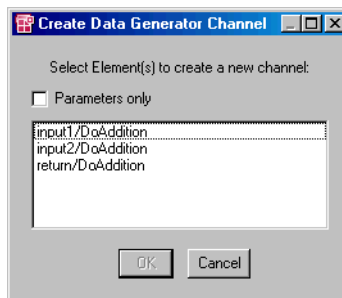 Create Data Generator Channel
Select Element(s) to create a new channel:
Parameters only
input1/DoAddition
input2/DoAddition
return/DoAddition
OK
Cancel